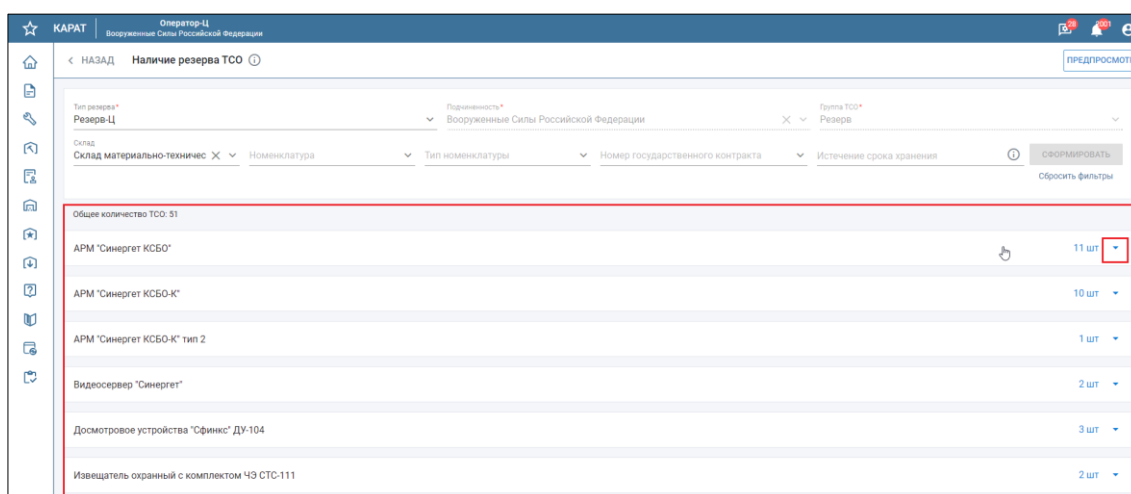 КАРАТ
Оператор-Ц
Вооруженные Силы Российской Федерации
28
2001
НАЗАД
Наличие резерва ТСО
ПРЕДПРОСМОТ
Тип резерва*
Резерв-Ц
Подчиненность*
Вооруженные Силы Российской Федерации
Группа ТСО*
Резерв
Склад
Склад материально-техничес
Номенклатура
Тип номенклатуры
Номер государственного контракта
Истечение срока хранения
СФОРМИРОВАТЬ
Сбросить фильтры
Общее количество ТСО: 51
АРМ "Синергет КСБО" 11 шт
АРМ "Синергет КСБО-К" 10 шт
АРМ "Синергет КСБО-К" тип 2 1 шт
Видеосервер "Синергет" 2 шт
Досмотровое устройства "Сфинкс" ДУ-104 3 шт
Извещатель охранный с комплектом ЧЭ СТС-111 2 шт